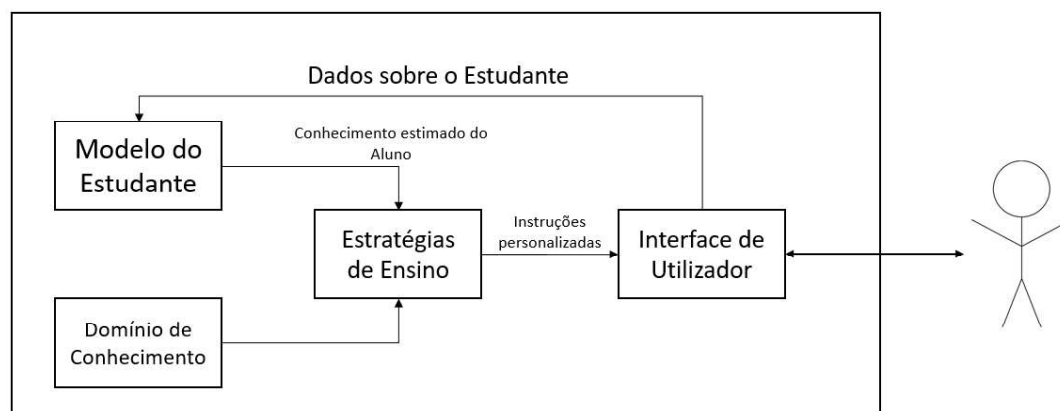 Dados sobre o Estudante
Modelo do
Estudante
Conhecimento estimado do
Aluno
Estratégias
de Ensino
Instruções
personalizadas
Interface de
Utilizador
Domínio de
Conhecimento